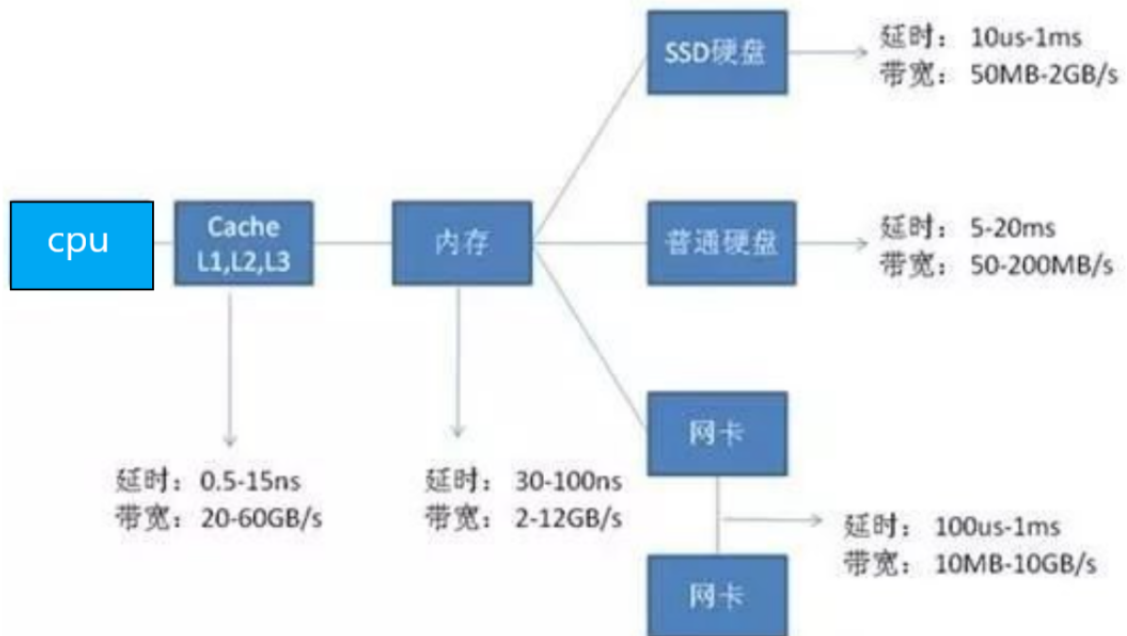 SSD硬盘
延时： 10us-1ms
带宽： 50MB-2GB/s
cpu
Cache
L1,L2,L3
内存
普通硬盘
延时： 5-20ms
带宽： 50-200MB/s
网卡
延时：0.5-15ns
带宽：20-60GB/s
延时： 30-100ns
带宽： 2-12GB/s
延时： 100us-1ms
带宽： 10MB-10GB/s
网卡